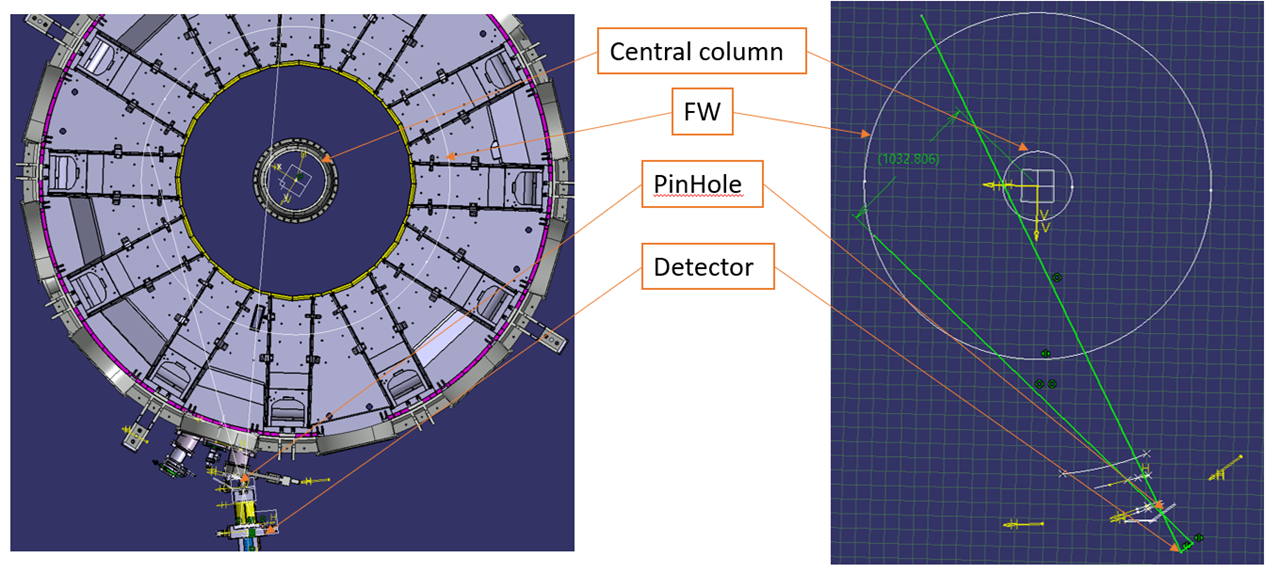 Central column
FW
PinHole
Detector
(1032.806)
H
V
H
H
H
H